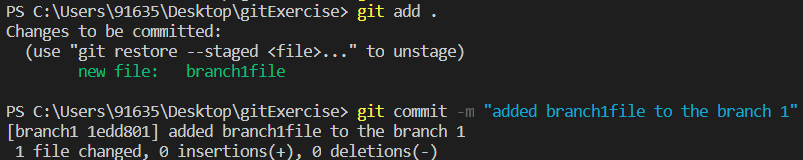 PS C:\Users\91635\Desktop\gitExercise> git add .
Changes to be committed:
  (use "git restore --staged <file>..." to unstage)
        new file:   branch1file

PS C:\Users\91635\Desktop\gitExercise> git commit -m "added branch1file to the branch 1"
[branch1 1edd801] added branch1file to the branch 1
 1 file changed, 0 insertions(+), 0 deletions(-)